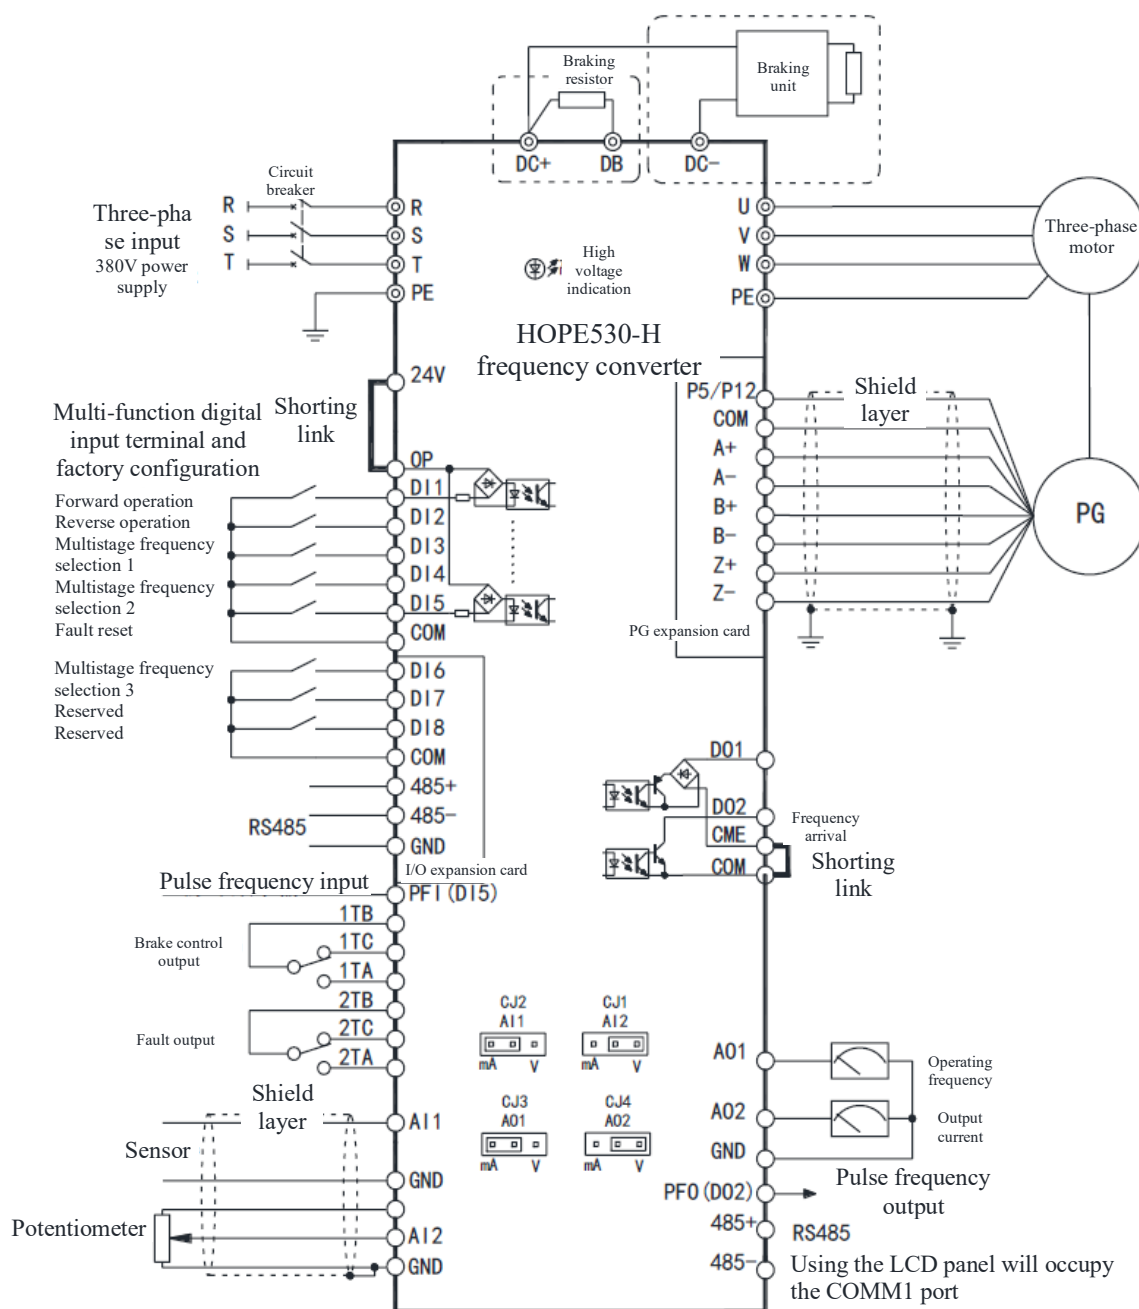 Braking
resistor
Braking
unit
DC+
DB
DC-
Circuit
breaker
Three-pha
se input
380V power
supply
R
S
T
R
S
T
PE
High
voltage
indication
U
V
W
PE
Three-phase
motor
HOPE530-H
frequency converter
24V
Shorting
link
OP
Multi-function digital
input terminal and
factory configuration
Forward operation
Reverse operation
Multistage frequency
selection 1
Multistage frequency
selection 2
Fault reset
DI1
DI2
DI3
DI4
DI5
COM
Multistage frequency
selection 3
Reserved
Reserved
DI6
DI7
DI8
COM
485+
485-
GND
RS485
I/O expansion card
P5/P12
COM
A+
A-
B+
B-
Z+
Z-
Shield
layer
PG
PG expansion card
DO1
DO2
CME
COM
Frequency
arrival
Shorting
link
Pulse frequency input
PFI(DI5)
1TB
1TC
1TA
Brake control
output
2TB
2TC
2TA
Fault output
CJ2
AI1
mA V
CJ1
AI2
mA V
CJ3
AO1
mA V
CJ4
AO2
mA V
Shield
layer
Sensor
AI1
GND
Potentiometer
AI2
GND
AO1
Operating
frequency
AO2
Output
current
GND
PFO(DO2)
Pulse frequency
output
485+
485-
RS485
Using the LCD panel will occupy
the COMM1 port